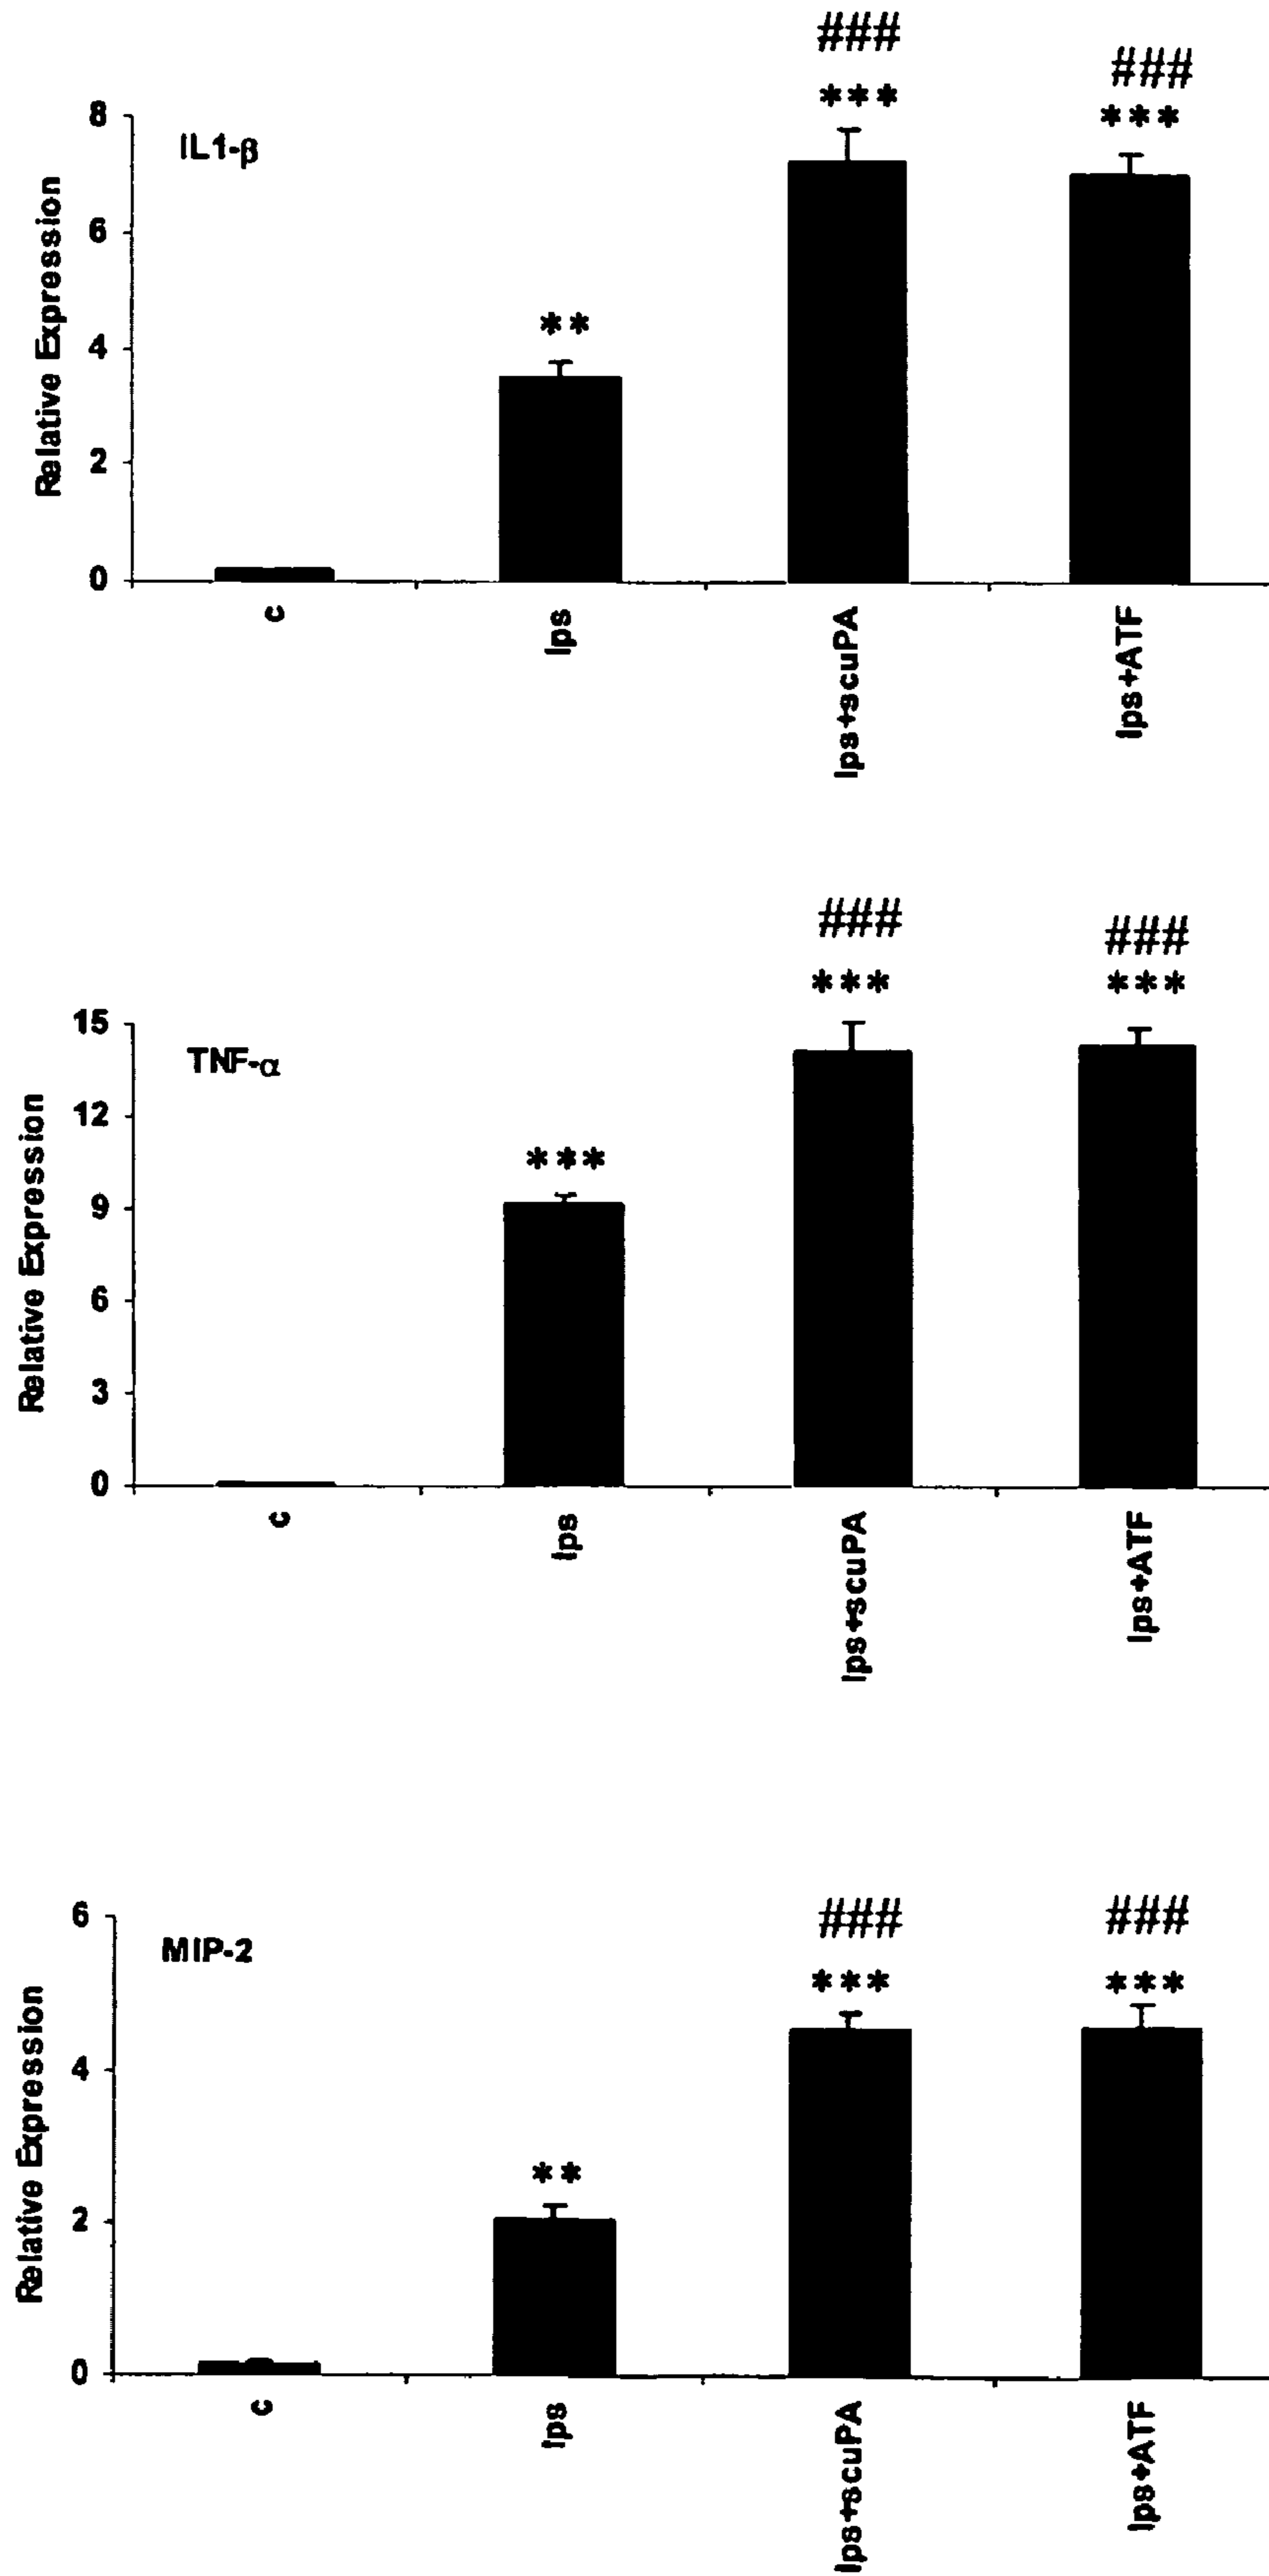 ### ###
*** ***
8
IL1-β
6
Relative Expression
4
**
2
0
c
lps
lps+scuPA
lps+ATF
### ###
*** ***
15
TNF-α
12
***
9
Relative Expression
6
3
0
c
lps
lps+scuPA
lps+ATF
6
### ###
MIP-2
*** ***
4
Relative Expression
**
2
0
c
lps
lps+scuPA
lps+ATF